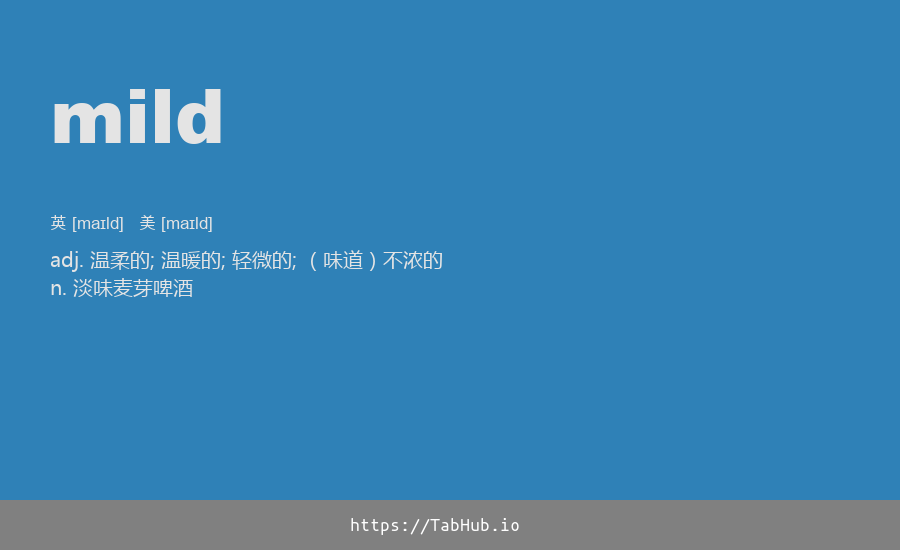 mild
英 [maɪld] 美 [maɪld]
adj. 温柔的; 温暖的; 轻微的; （味道）不浓的
n. 淡味麦芽啤酒
https://TabHub.io